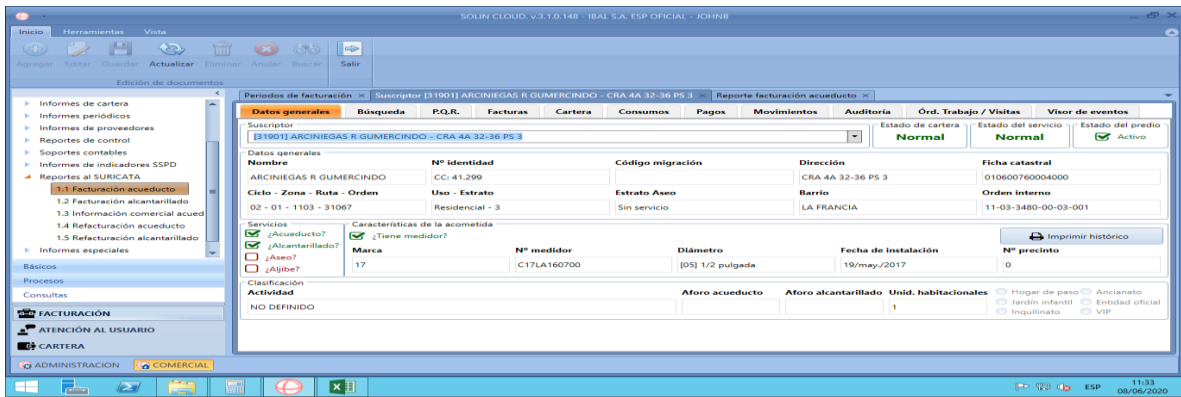 SOLIN CLOUD. v.3.1.0.148 - IBAL S.A. ESP OFICIAL - JOHNB
Inicio Herramientas Vista
Agregar Editar Guardar Actualizar Eliminar Anular Buscar Salir
Edición de documentos
Periodos de facturación × Suscriptor [31901] ARCINIEGAS R GUMERCINDO - CRA 4A 32-36 PS 3 × Reporte facturación acueducto ×
Informes de cartera
Informes periódicos
Informes de proveedores
Reportes de control
Soportes contables
Informes de indicadores SSPD
Reportes al SURICATA
1.1 Facturación acueducto
1.2 Facturación alcantarillado
1.3 Información comercial acued
1.4 Refacturación acueducto
1.5 Refacturación alcantarillado
Informes especiales
Básicos
Procesos
Consultas
FACTURACIÓN
ATENCIÓN AL USUARIO
CARTERA
ADMINISTRACION COMERCIAL
Datos generales Búsqueda P.Q.R. Facturas Cartera Consumos Pagos Movimientos Auditoría Órd. Trabajo / Visitas Visor de eventos
Suscriptor Estado de cartera Estado del servicio Estado del predio
[31901] ARCINIEGAS R GUMERCINDO - CRA 4A 32-36 PS 3 Normal Normal Activo
Datos generales
Nombre Nº identidad Código migración Dirección Ficha catastral
ARCINIEGAS R GUMERCINDO CC: 41.299 CRA 4A 32-36 PS 3 010600760004000
Ciclo - Zona - Ruta - Orden Uso - Estrato Estrato Aseo Barrio Orden interno
02 - 01 - 1103 - 31067 Residencial - 3 Sin servicio LA FRANCIA 11-03-3480-00-03-001
Servicios Características de la acometida
¿Acueducto? ¿Tiene medidor? Imprimir histórico
¿Alcantarillado?
¿Aseo?
¿Aljibe?
Marca Nº medidor Diámetro Fecha de instalación Nº precinto
17 C17LA160700 [05] 1/2 pulgada 19/may./2017 0
Clasificación
Actividad Aforo acueducto Aforo alcantarillado Unid. habitacionales
NO DEFINIDO 1
Hogar de paso Ancianato
Jardín infantil Entidad oficial
Inquilinato VIP
ESP 11:33
08/06/2020